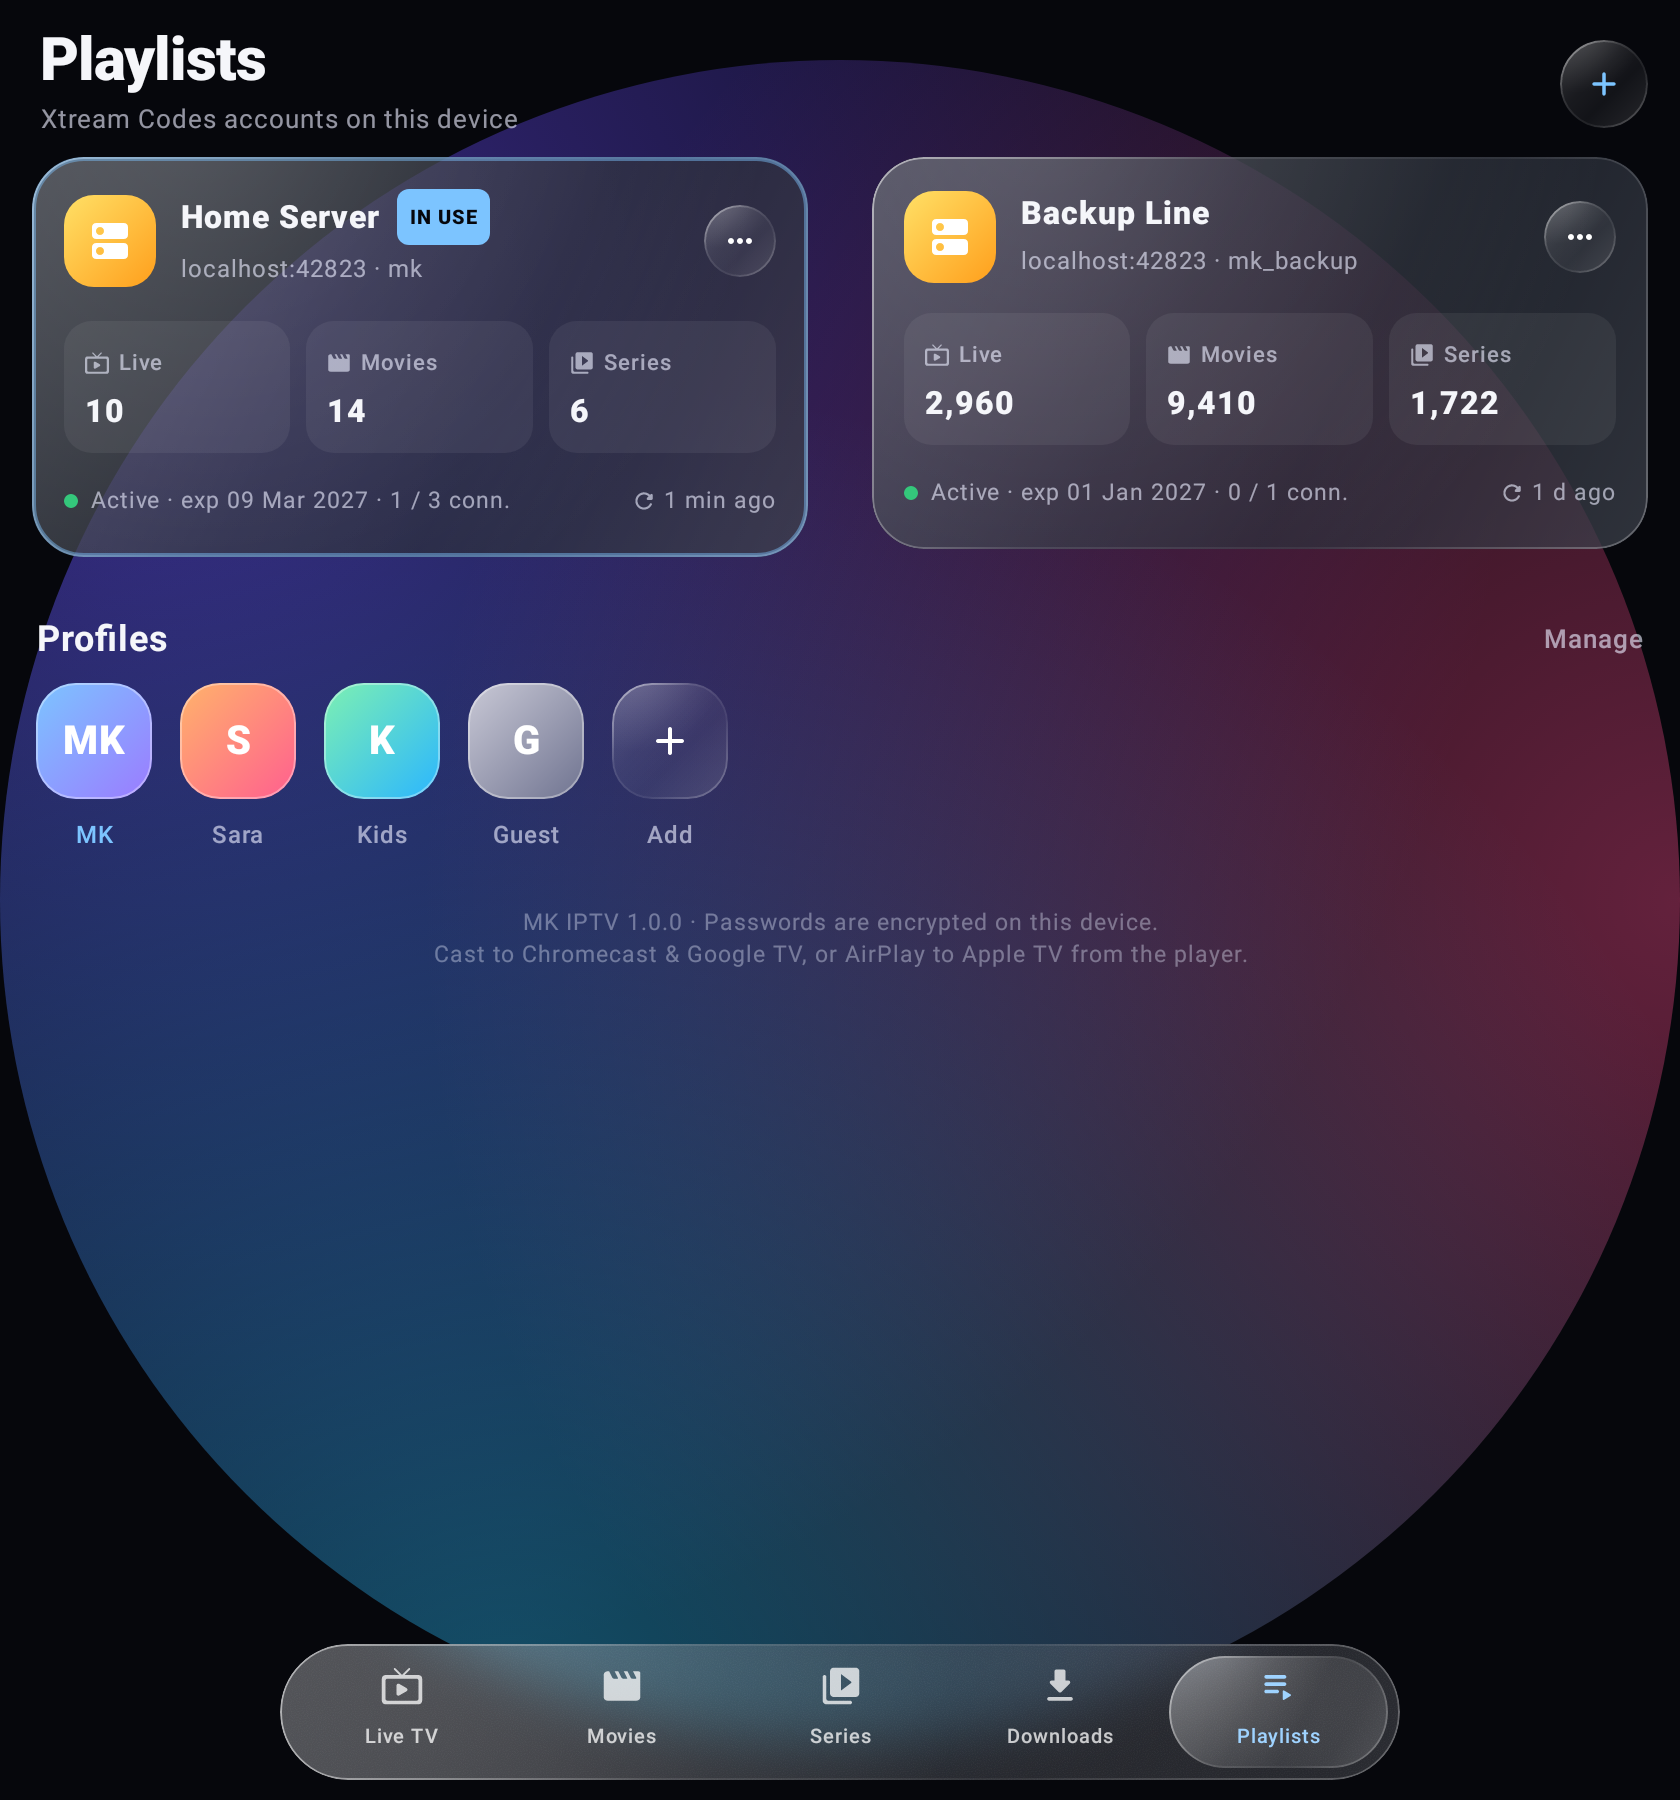 Playlists
Xtream Codes accounts on this device
Home Server IN USE
localhost:42823 · mk
Live
10
Movies
14
Series
6
Active · exp 09 Mar 2027 · 1 / 3 conn.
1 min ago
Backup Line
localhost:42823 · mk_backup
Live
2,960
Movies
9,410
Series
1,722
Active · exp 01 Jan 2027 · 0 / 1 conn.
1 d ago
Profiles
Manage
MK
S
K
G
MK
Sara
Kids
Guest
Add
MK IPTV 1.0.0 · Passwords are encrypted on this device.
Cast to Chromecast & Google TV, or AirPlay to Apple TV from the player.
Live TV
Movies
Series
Downloads
Playlists